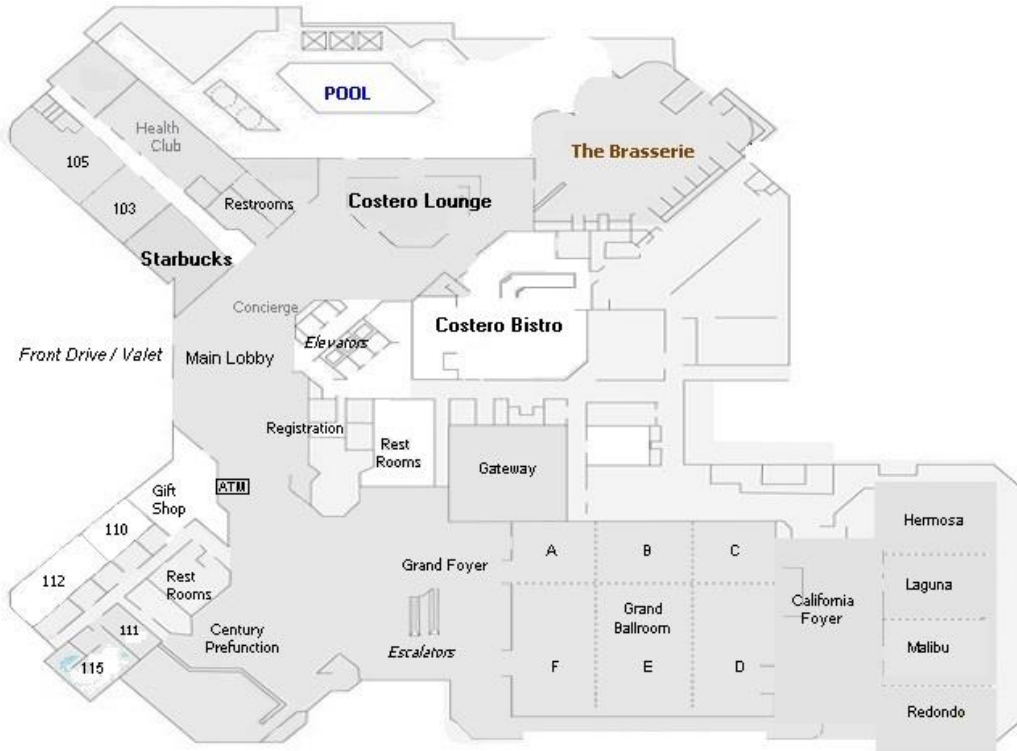 POOL
Health
Club
The Brasserie
105
103
Restrooms
Costero Lounge
Starbucks
Concierge
Elevators
Costero Bistro
Front Drive / Valet
Main Lobby
Registration
Rest
Rooms
Gateway
ATM
Gift
Shop
110
112
Rest
Rooms
111
115
Century
Prefunction
Grand Foyer
Escalators
A
B
C
Grand
Ballroom
F
E
D
California
Foyer
Hermosa
Laguna
Malibu
Redondo